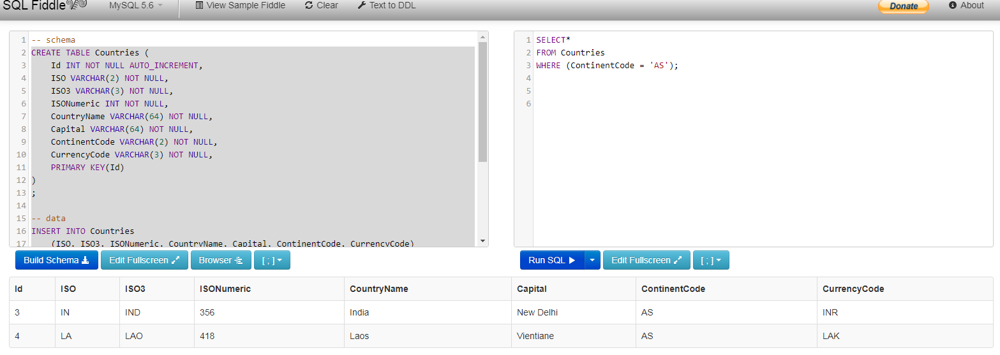 SQL Fiddle MySQL 5.6 View Sample Fiddle Clear Text to DDL Donate About
1 -- schema
2 CREATE TABLE Countries (
3 Id INT NOT NULL AUTO_INCREMENT,
4 ISO VARCHAR(2) NOT NULL,
5 ISO3 VARCHAR(3) NOT NULL,
6 ISONumeric INT NOT NULL,
7 CountryName VARCHAR(64) NOT NULL,
8 Capital VARCHAR(64) NOT NULL,
9 ContinentCode VARCHAR(2) NOT NULL,
10 CurrencyCode VARCHAR(3) NOT NULL,
11 PRIMARY KEY(Id)
12 )
13 ;
14
15 -- data
16 INSERT INTO Countries
17 (ISO, ISO3, ISONumeric, CountryName, Capital, ContinentCode, CurrencyCode)
Build Schema Edit Fullscreen Browser [ ; ]
1 SELECT*
2 FROM Countries
3 WHERE (ContinentCode = 'AS');
4
5
6
Run SQL Edit Fullscreen [ ; ]
Id ISO ISO3 ISONumeric CountryName Capital ContinentCode CurrencyCode
3 IN IND 356 India New Delhi AS INR
4 LA LAO 418 Laos Vientiane AS LAK